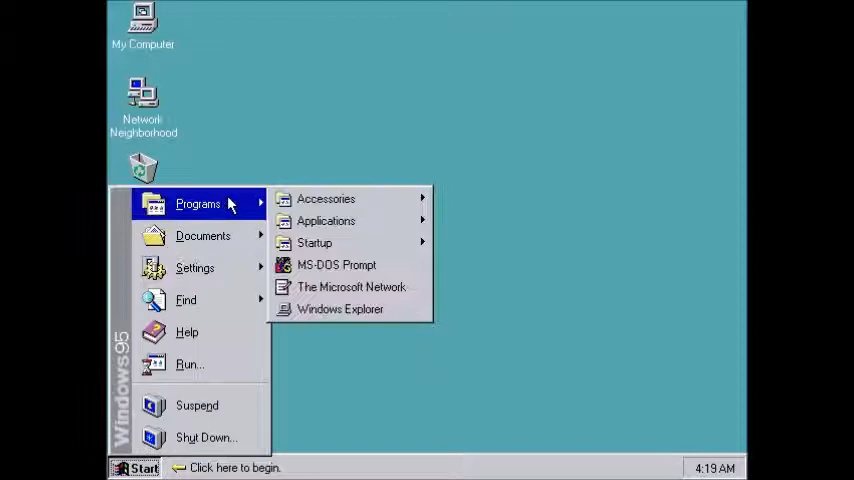 My Computer
Network
Neighborhood
Programs
Documents
Settings
Find
Help
Run...
Suspend
Shut Down...
Windows95
Accessories
Applications
Startup
MS-DOS Prompt
The Microsoft Network
Windows Explorer
Start
Click here to begin.
4:19 AM